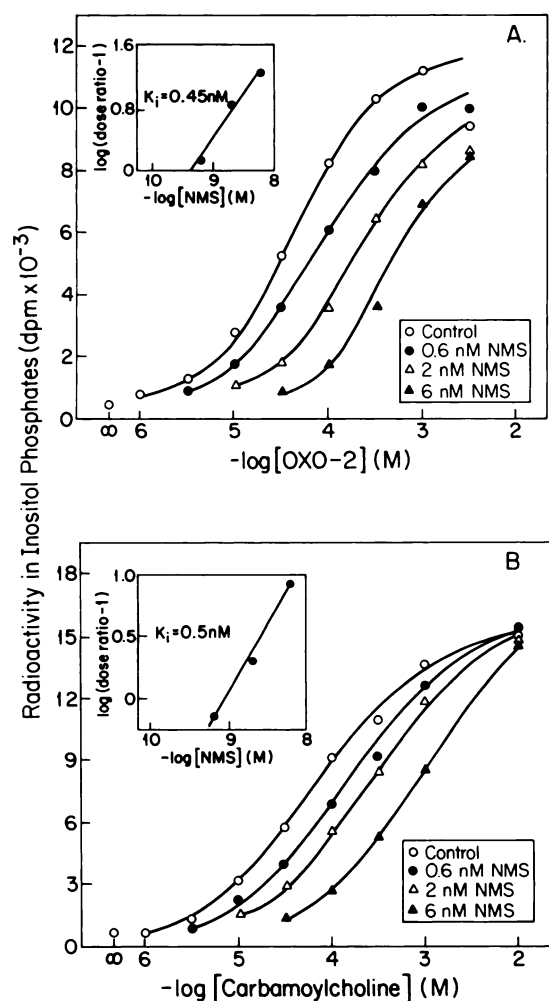 Radioactivity in Inositol Phosphates (dpm x 10⁻³)
A.
12
10
8
6
4
2
0
1.6
0.8
0
log(dose ratio-1)
Ki=0.45nM
10 9 8
-log[NMS](M)
○ Control
● 0.6 nM NMS
△ 2 nM NMS
▲ 6 nM NMS
∞ 6 5 4 3 2
-log[OXO-2](M)
B
18
15
12
9
6
3
0
1.0
0.5
0
log(dose ratio-1)
Ki=0.5nM
10 9 8
-log[NMS](M)
○ Control
● 0.6 nM NMS
△ 2 nM NMS
▲ 6 nM NMS
∞ 6 5 4 3 2
-log[Carbamoylcholine](M)